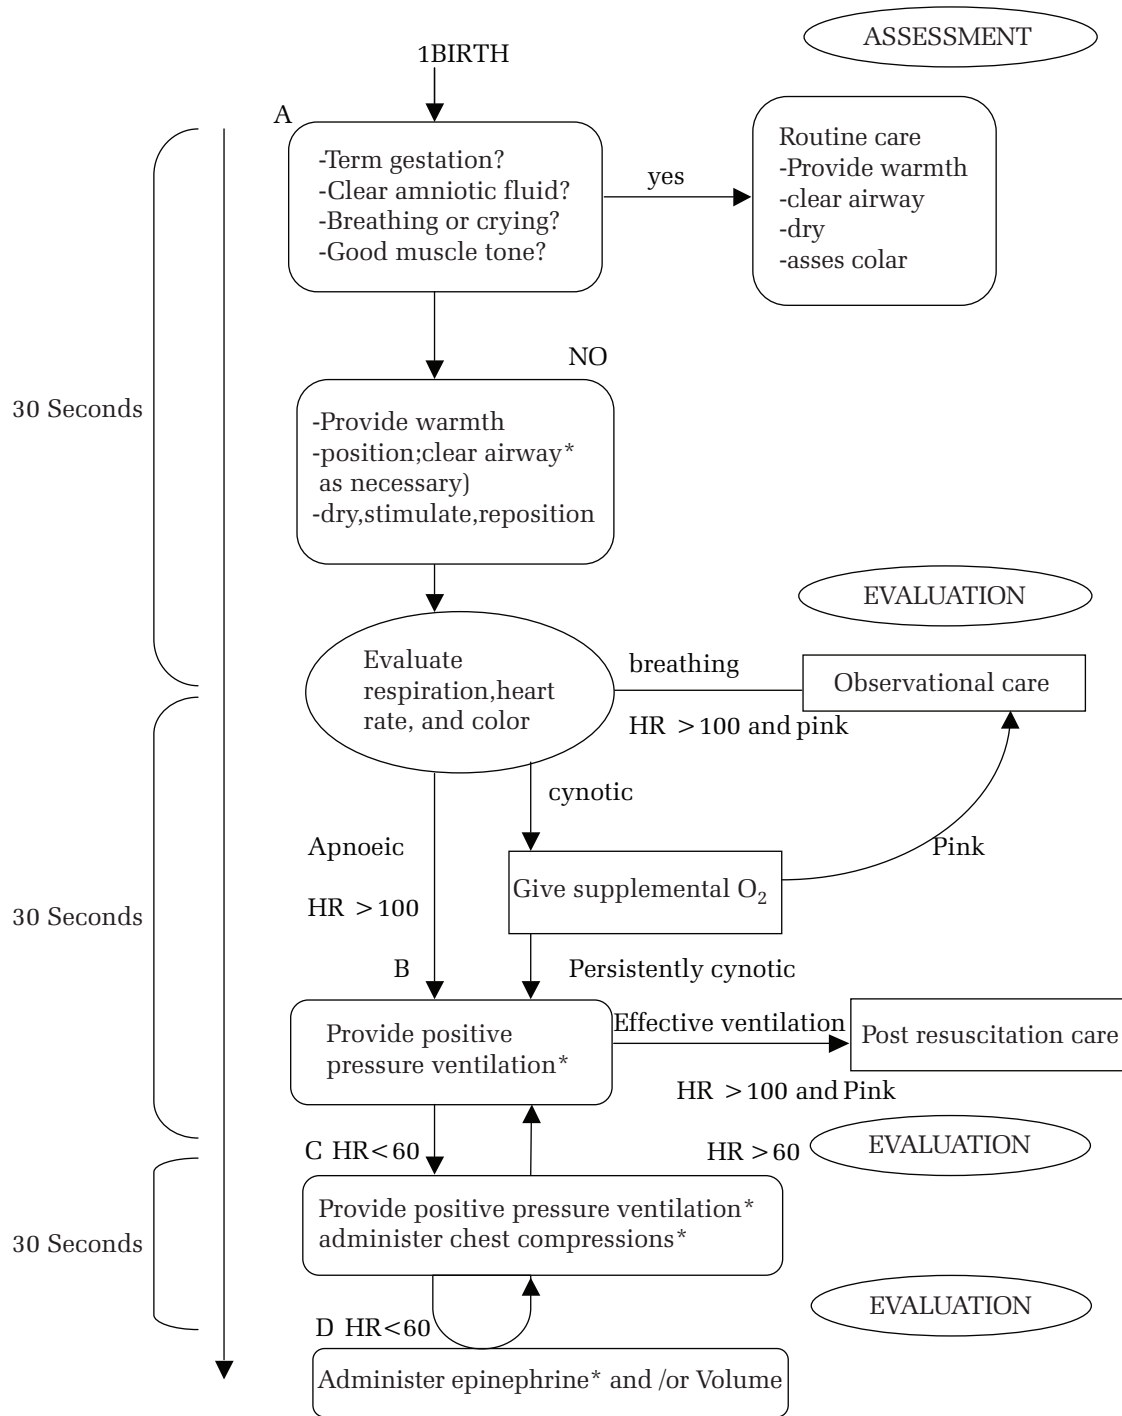 ASSESSMENT
1BIRTH
A
-Term gestation?
-Clear amniotic fluid?
-Breathing or crying?
-Good muscle tone?
yes
Routine care
-Provide warmth
-clear airway
-dry
-asses colar
NO
30 Seconds
-Provide warmth
-position;clear airway*
as necessary)
-dry,stimulate,reposition
EVALUATION
Evaluate
respiration,heart
rate, and color
breathing
HR >100 and pink
Observational care
cynotic
Apnoeic
HR >100
Give supplemental O₂
Pink
30 Seconds
B
Persistently cynotic
Provide positive
pressure ventilation*
Effective ventilation
HR >100 and Pink
Post resuscitation care
C HR<60
HR >60
EVALUATION
30 Seconds
Provide positive pressure ventilation*
administer chest compressions*
EVALUATION
D HR<60
Administer epinephrine* and /or Volume